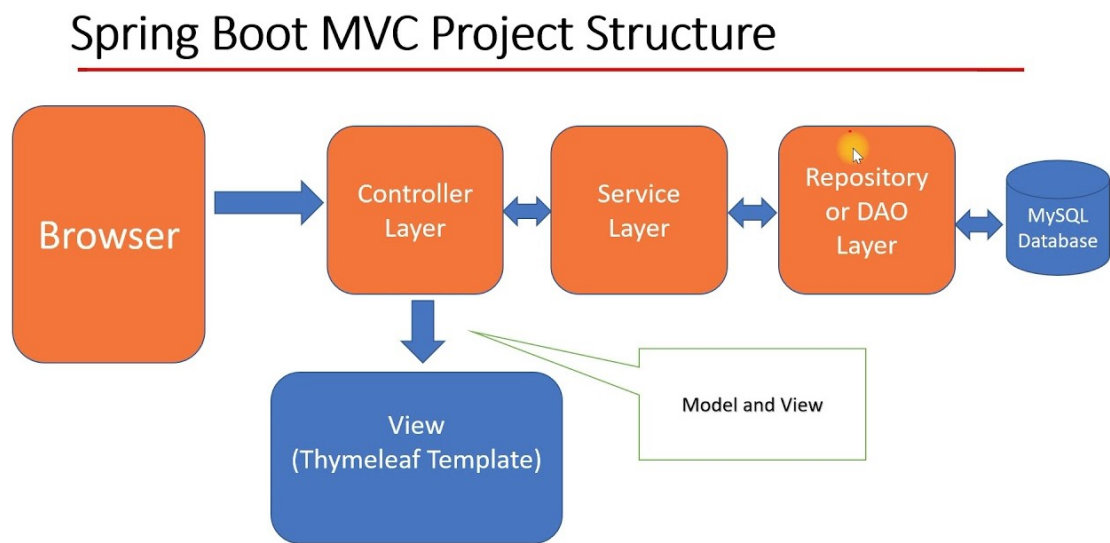 Spring Boot MVC Project Structure
Browser
Controller
Layer
Service
Layer
Repository
or DAO
Layer
MySQL
Database
View
(Thymeleaf Template)
Model and View